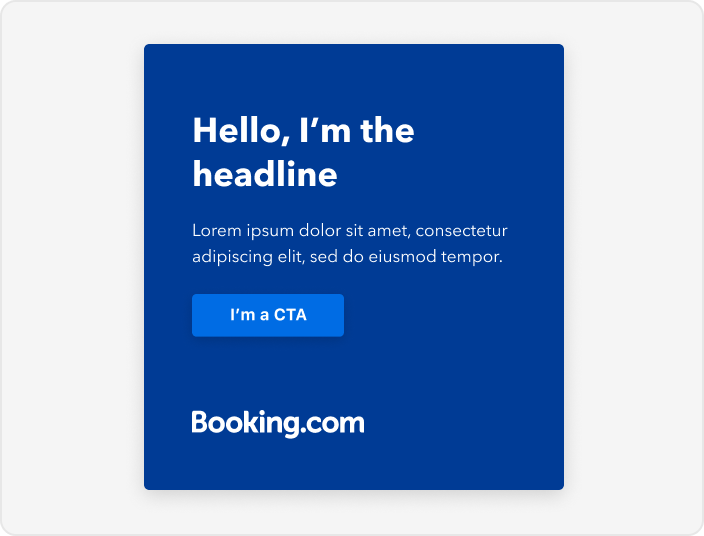 Hello, I’m the
headline
Lorem ipsum dolor sit amet, consectetur
adipiscing elit, sed do eiusmod tempor.
I’m a CTA
Booking.com